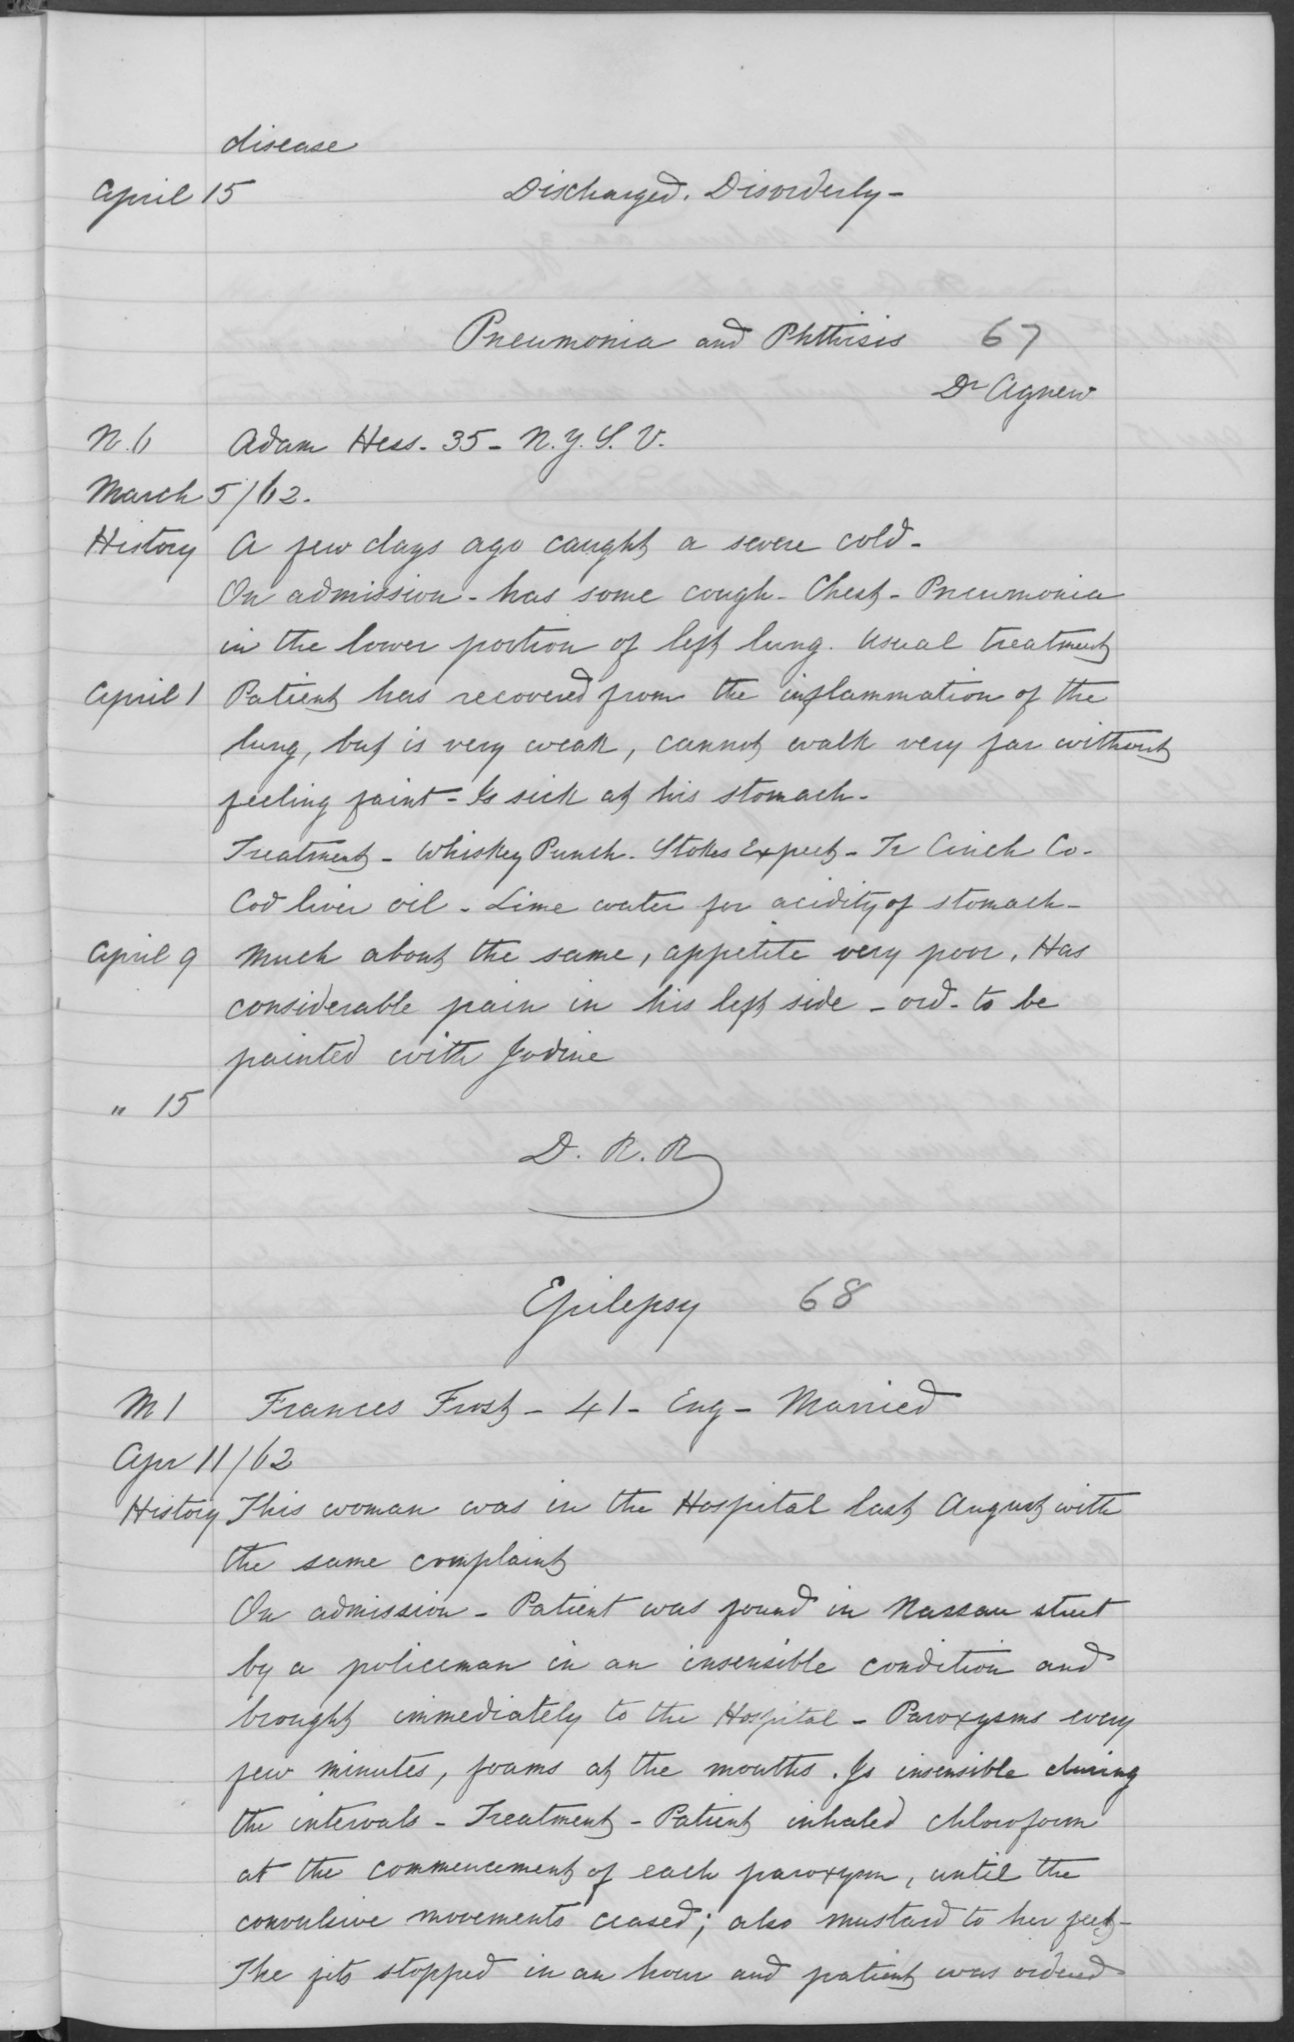 disease
April 15 Discharged. Disorderly -
Pneumonia and Phthisis 67
Dr Agnew
N. 6 Adam Hess. 35 - N. Y. S. V.
March 5/62.
History A few days ago caught a severe cold -
On admission - has some cough - Chest - Pneumonia
in the lower portion of left lung. Usual treatment
April 1 Patient has recovered from the inflammation of the
lung, but is very weak, cannot walk very far without
feeling faint - Is sick at his stomach -
Treatment - Whiskey Punch. Stokes Expect - Tr Cinch Co -
Cod liver oil - Lime water for acidity of stomach -
April 9 Much about the same, appetite very poor. Has
considerable pain in his left side - ord - to be
painted with Iodine
" 15
D. R. R
Epilepsy 68
M 1 Frances Frost - 41 - Eng - Married
Apr 11/62
History This woman was in the Hospital last August with
the same complaint
On admission - Patient was found in Nassau street
by a policeman in an insensible condition and
brought immediately to the Hospital - Paroxysms every
few minutes, foams at the mouths. Is insensible during
the intervals - Treatment - Patient inhaled chloroform
at the commencement of each paroxysm, until the
convulsive movements ceased; also mustard to her feet -
The fits stopped in an hour and patient was ordered